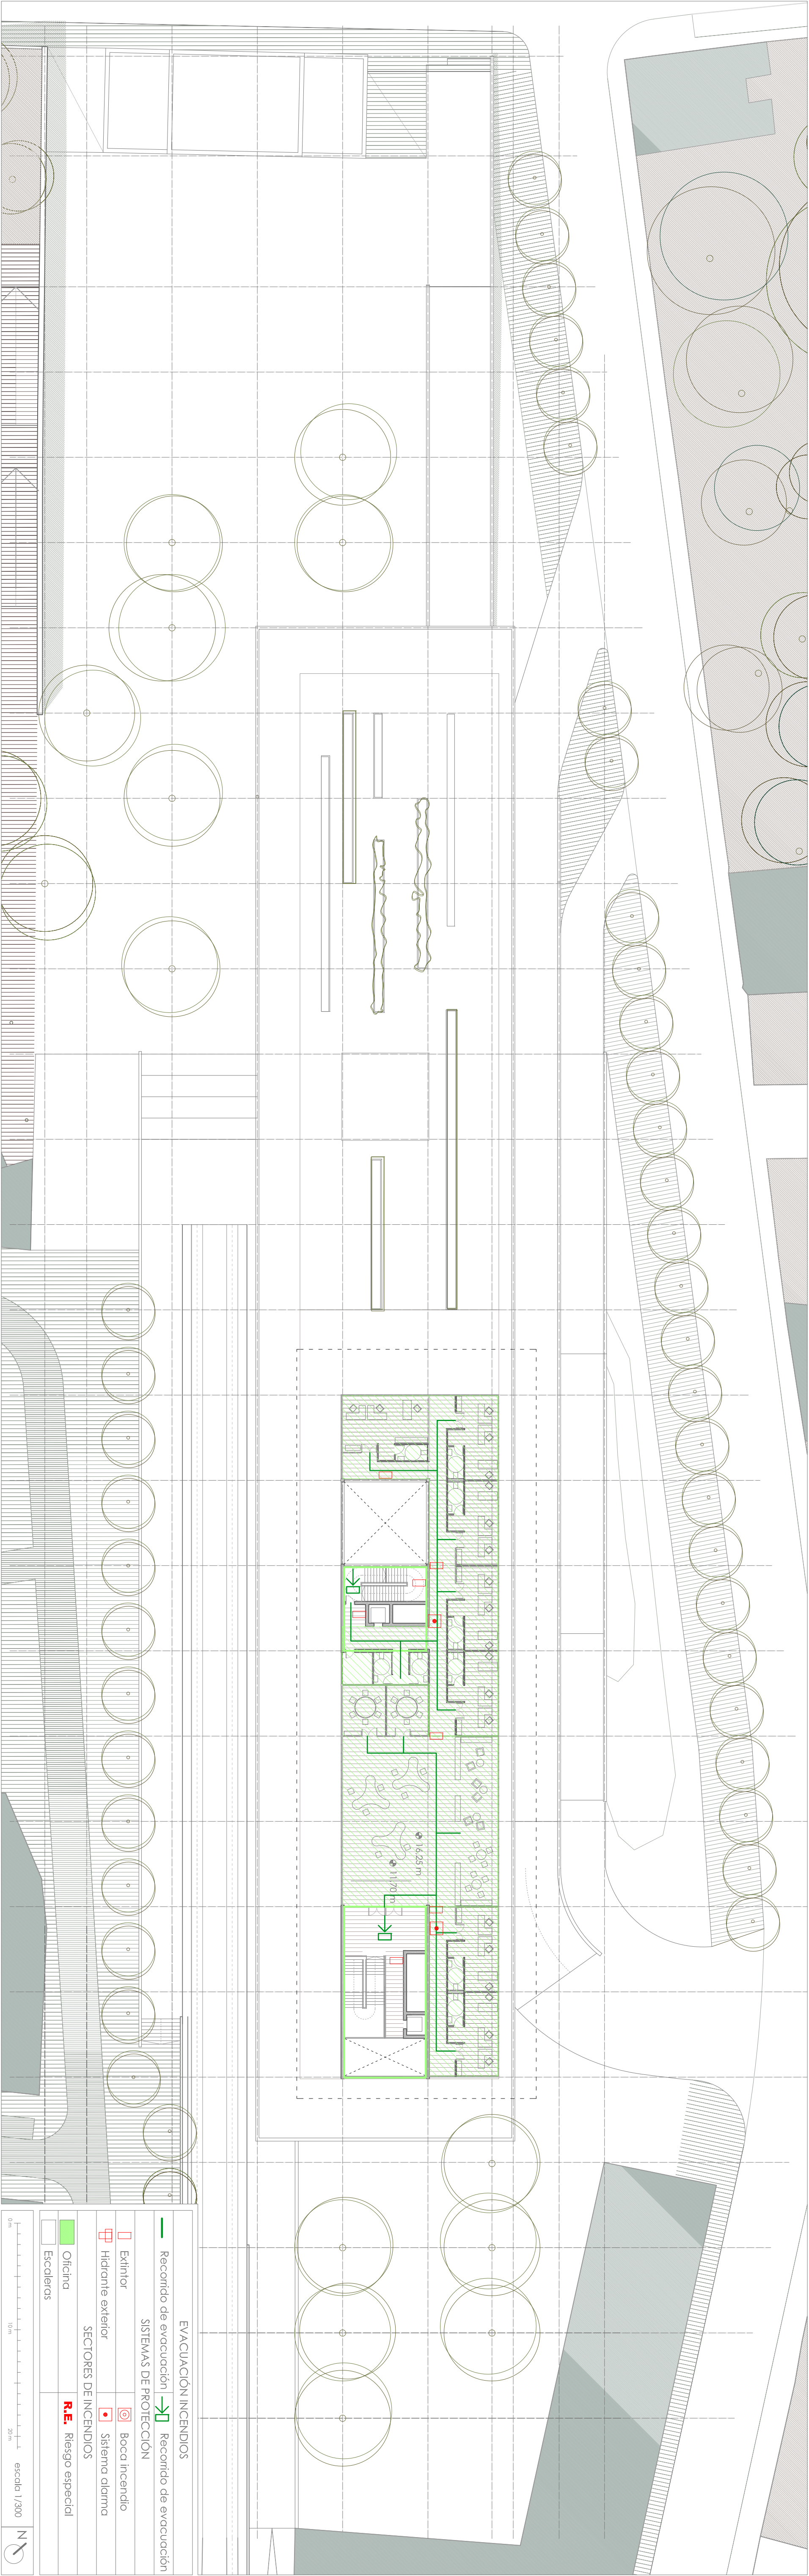 16.25 m
11.70 m
EVACUACIÓN INCENDIOS
Recorrido de evacuación
Recorrido de evacuación
SISTEMAS DE PROTECCIÓN
Extintor
Boca incendio
Hidrante exterior
Sistema alarma
SECTORES DE INCENDIOS
Oficina
R.E. Riesgo especial
Escaleras
0 m
10 m
20 m
escala 1/300
N